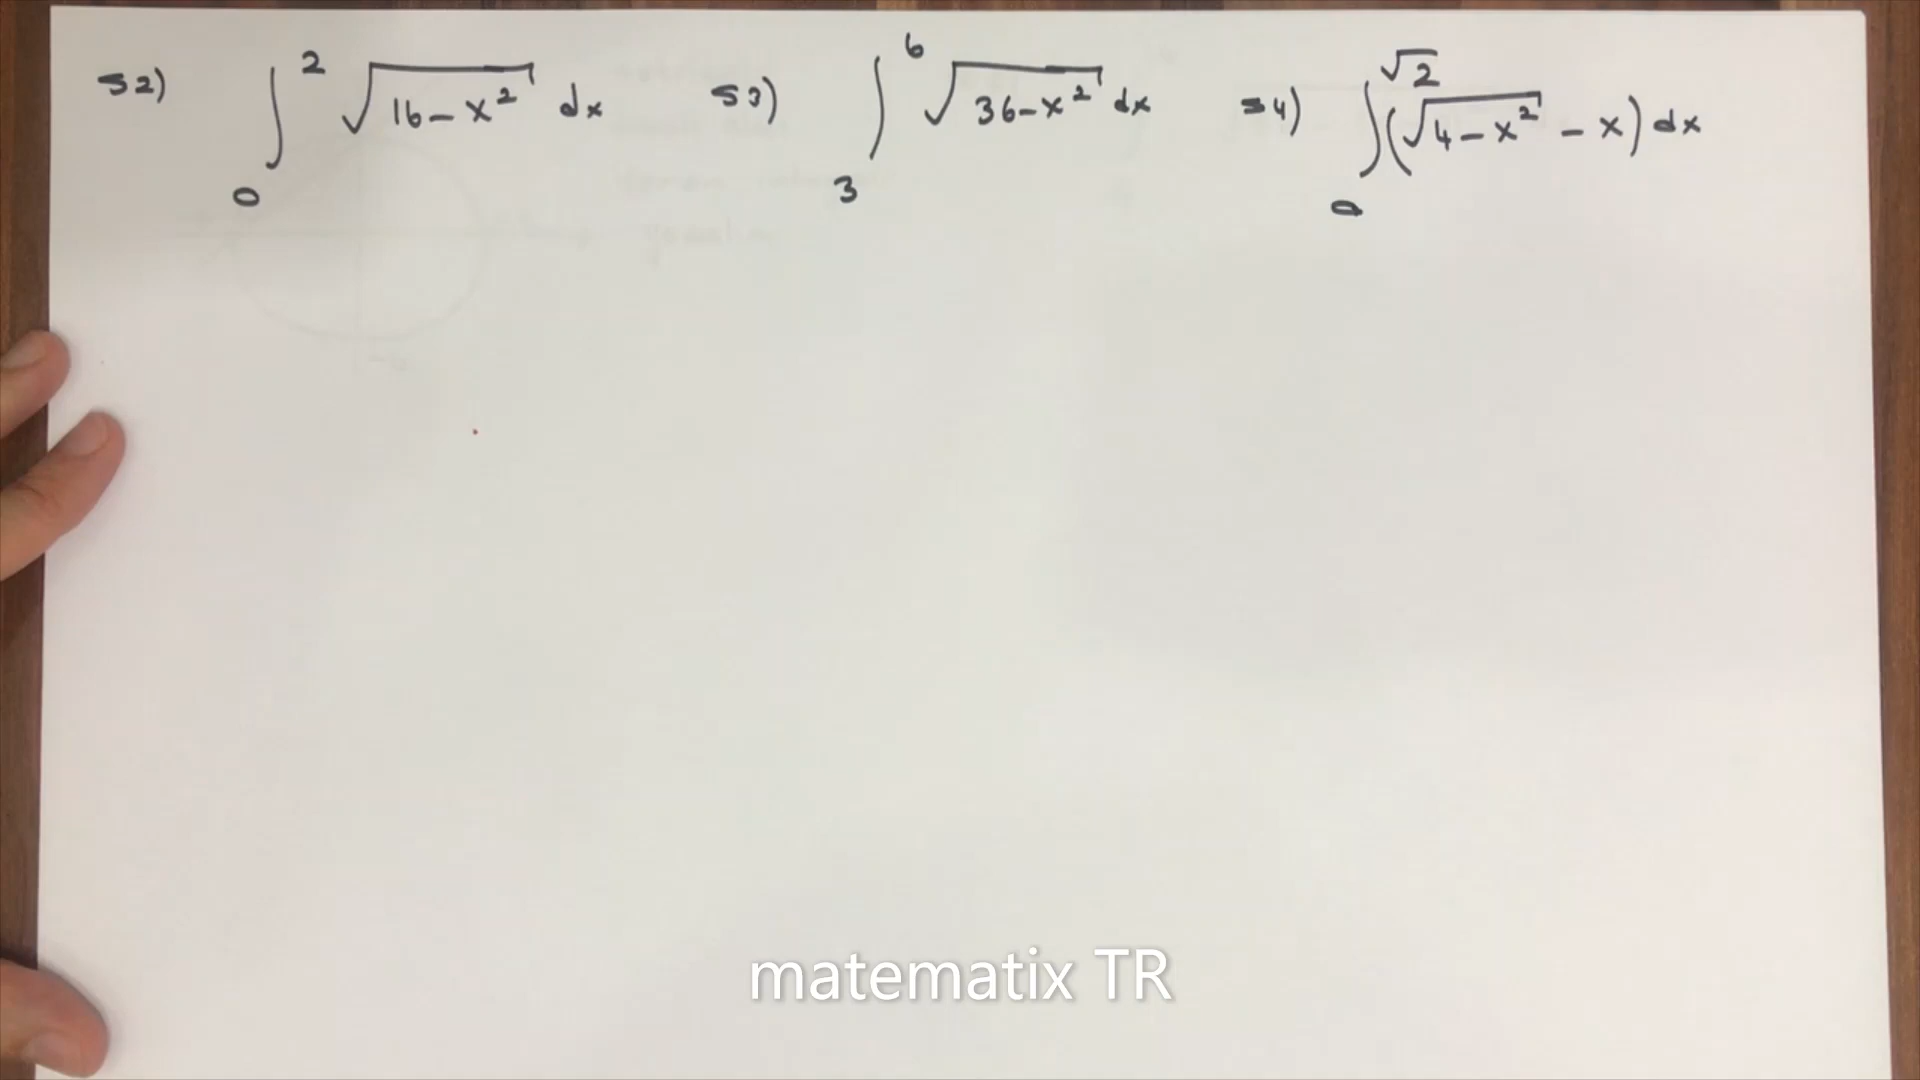 S2) ∫₀² √(16-x²) dx
S3) ∫₃⁶ √(36-x²) dx
S4) ∫₀^√2 (√(4-x²) - x) dx
matematix TR